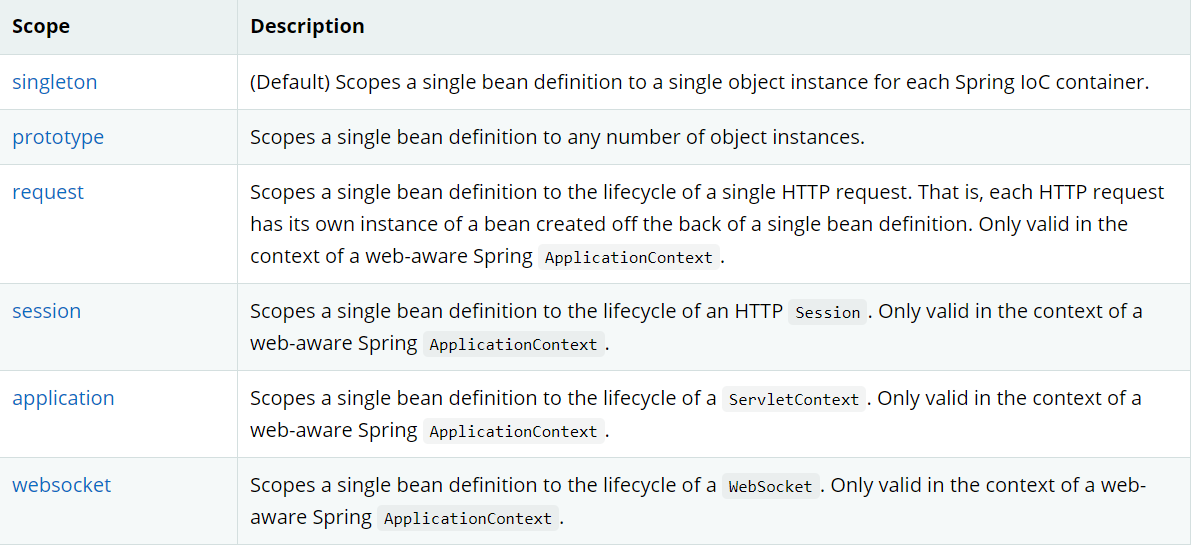 Scope Description
singleton (Default) Scopes a single bean definition to a single object instance for each Spring IoC container.
prototype Scopes a single bean definition to any number of object instances.
request Scopes a single bean definition to the lifecycle of a single HTTP request. That is, each HTTP request
has its own instance of a bean created off the back of a single bean definition. Only valid in the
context of a web-aware Spring ApplicationContext.
session Scopes a single bean definition to the lifecycle of an HTTP Session. Only valid in the context of a
web-aware Spring ApplicationContext.
application Scopes a single bean definition to the lifecycle of a ServletContext. Only valid in the context of a
web-aware Spring ApplicationContext.
websocket Scopes a single bean definition to the lifecycle of a WebSocket. Only valid in the context of a web-
aware Spring ApplicationContext.